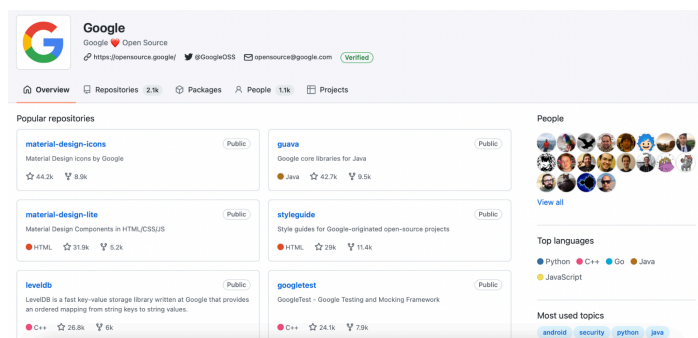 Google
Google ❤️ Open Source
https://opensource.google/ @GoogleOSS opensource@google.com Verified
Overview Repositories 2.1k Packages People 1.1k Projects
Popular repositories
material-design-icons Public
Material Design icons by Google
44.2k 8.9k
guava Public
Google core libraries for Java
Java 42.7k 9.5k
material-design-lite Public
Material Design Components in HTML/CSS/JS
HTML 31.9k 5.2k
styleguide Public
Style guides for Google-originated open-source projects
HTML 29k 11.4k
leveldb Public
LevelDB is a fast key-value storage library written at Google that provides
an ordered mapping from string keys to string values.
C++ 26.8k 6k
googletest Public
GoogleTest - Google Testing and Mocking Framework
C++ 24.1k 7.9k
People
View all
Top languages
Python C++ Go Java
JavaScript
Most used topics
android security python java